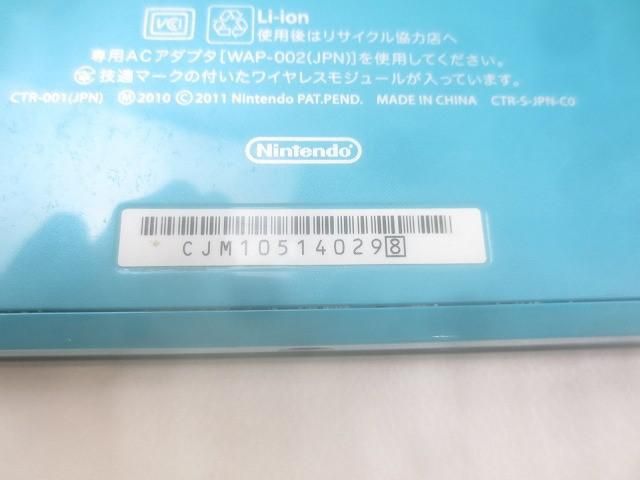 VCI Li-ion
使用後はリサイクル協力店へ
専用ACアダプタ[WAP-002(JPN)]を使用してください。
技適マークの付いたワイヤレスモジュールが入っています。
CTR-001(JPN) Ⓜ2010 ©2011 Nintendo PAT.PEND. MADE IN CHINA CTR-S-JPN-C0
Nintendo
CJM105140298